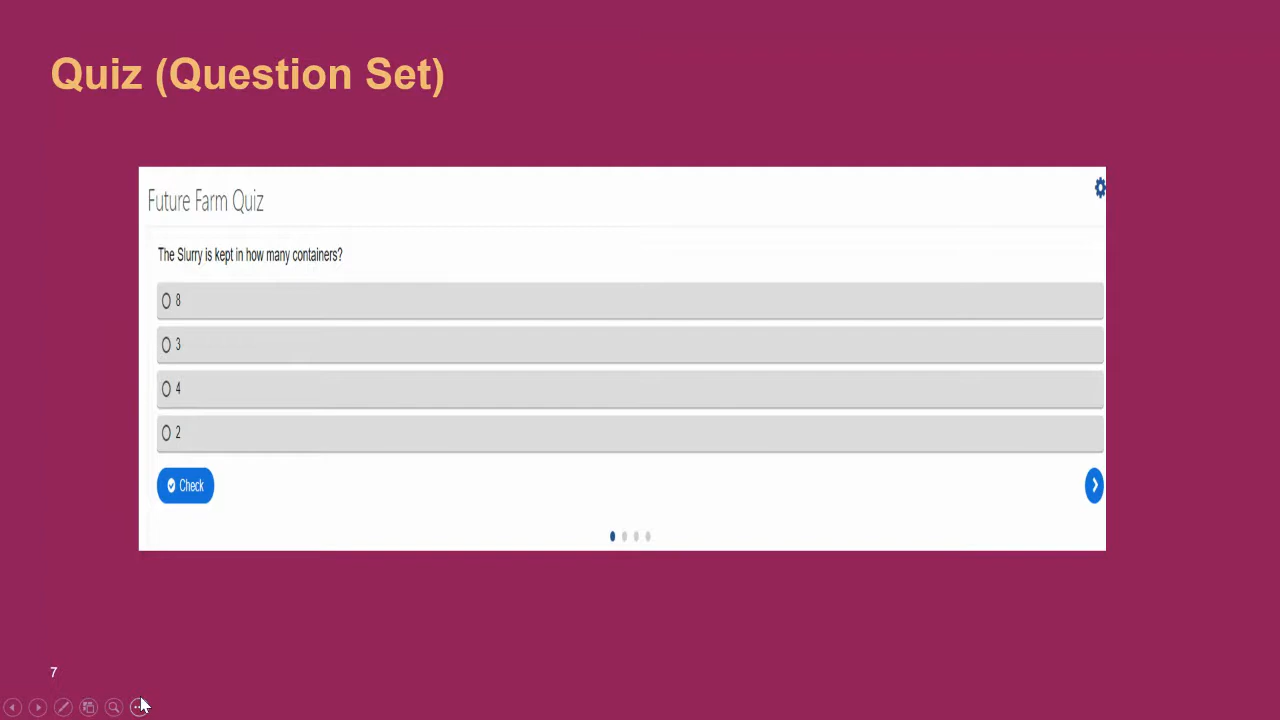 Quiz (Question Set)
Future Farm Quiz
The Slurry is kept in how many containers?
8
3
4
2
Check
7